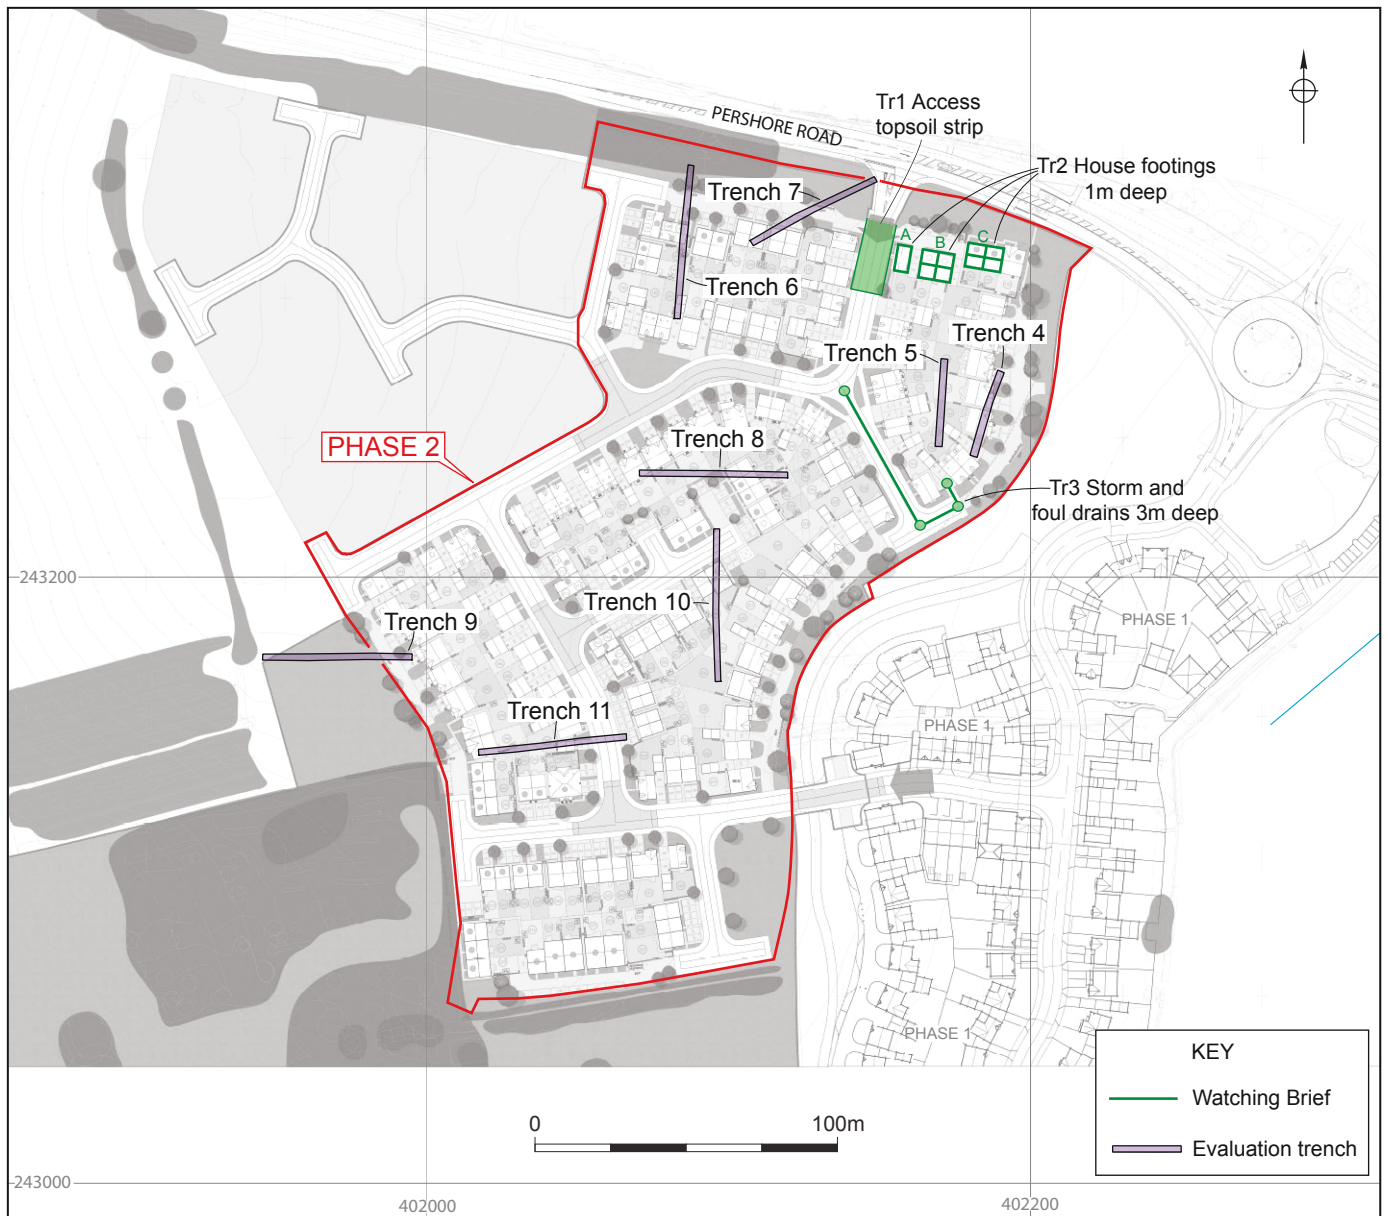 PERSHORE ROAD
Tr1 Access
topsoil strip
Tr2 House footings
1m deep
Trench 7
A
B
C
Trench 6
Trench 4
Trench 5
PHASE 2
Trench 8
Tr3 Storm and
foul drains 3m deep
243200
Trench 10
Trench 9
PHASE 1
Trench 11
PHASE 1
PHASE 1
KEY
Watching Brief
Evaluation trench
0
100m
243000
402000
402200